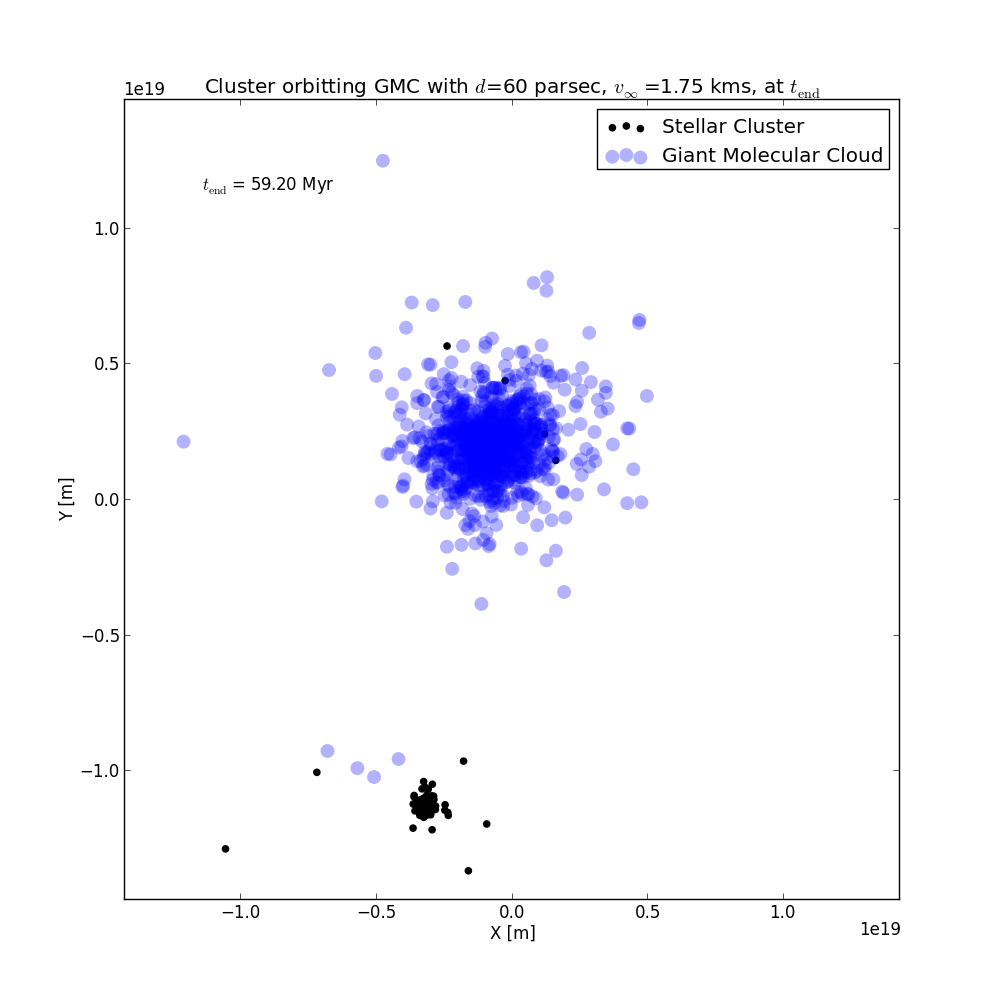 Cluster orbitting GMC with d=60 parsec, v∞ =1.75 kms, at tend
1e19
Stellar Cluster
Giant Molecular Cloud
tend = 59.20 Myr
1.0
0.5
0.0
−0.5
−1.0
Y [m]
−1.0 −0.5 0.0 0.5 1.0
X [m]
1e19